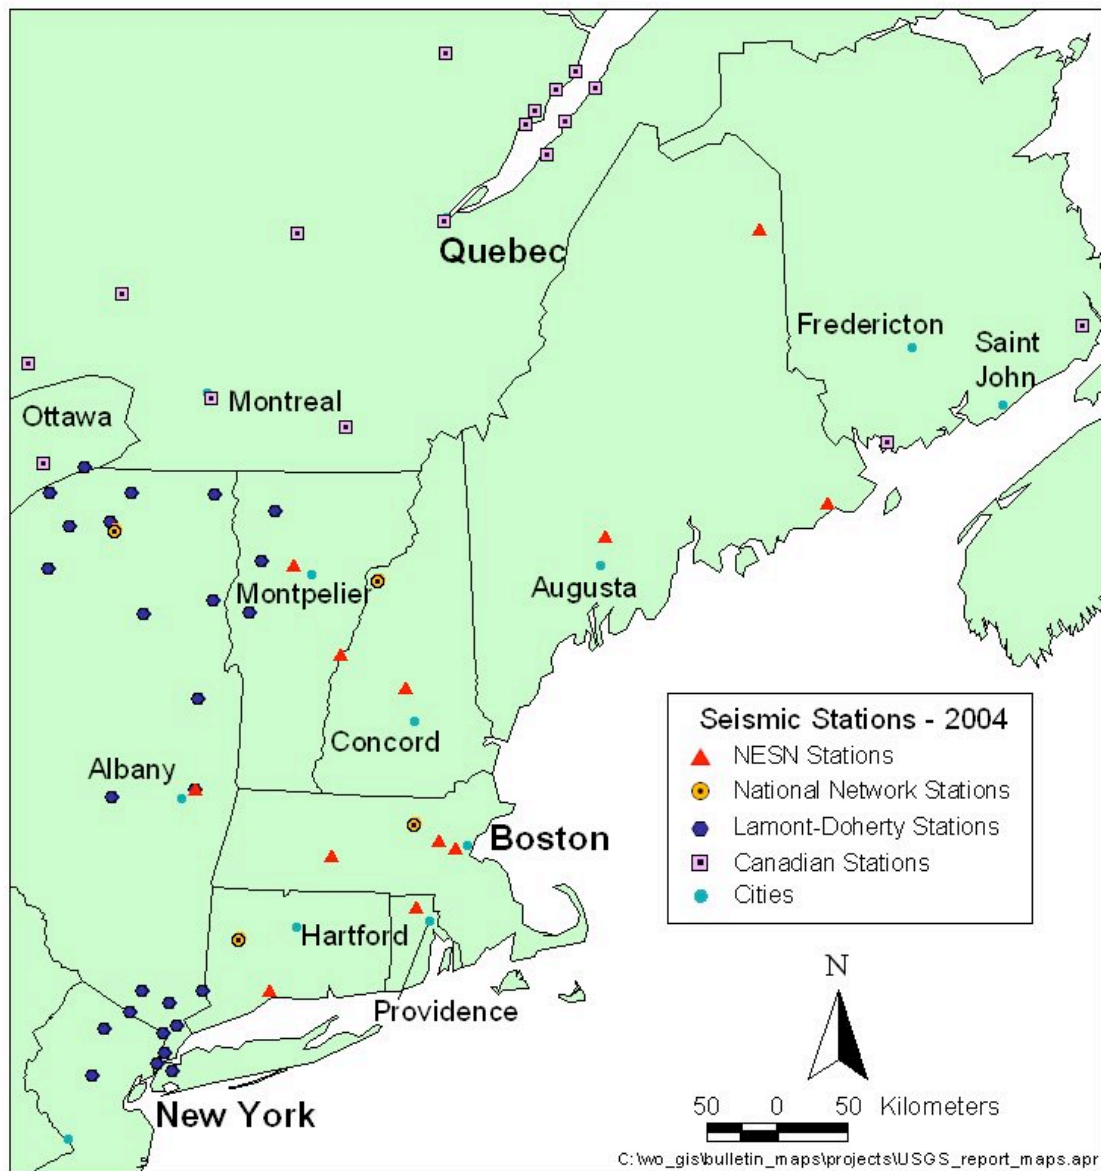 Quebec
Fredericton
Saint
John
Montreal
Ottawa
Montpelier
Augusta
Concord
Albany
Boston
Hartford
Providence
New York
Seismic Stations - 2004
NESN Stations
National Network Stations
Lamont-Doherty Stations
Canadian Stations
Cities
N
50 0 50 Kilometers
C:\wo_gis\bulletin_maps\projects\USGS_report_maps.apr